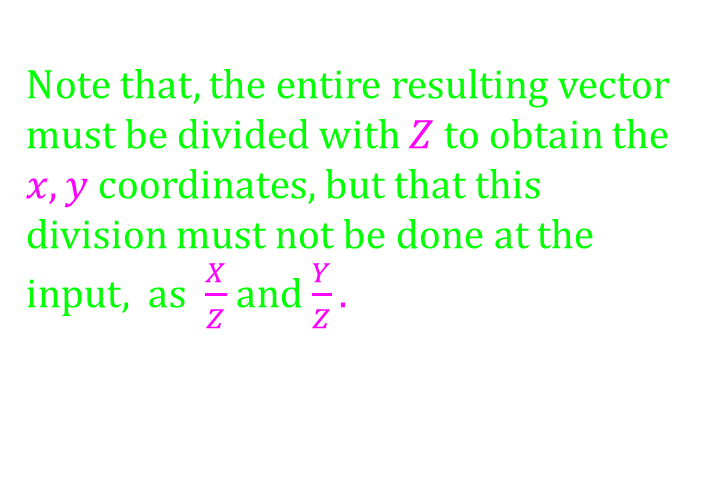 Note that, the entire resulting vector
must be divided with Z to obtain the
x, y coordinates, but that this
division must not be done at the
input, as X/Z and Y/Z.